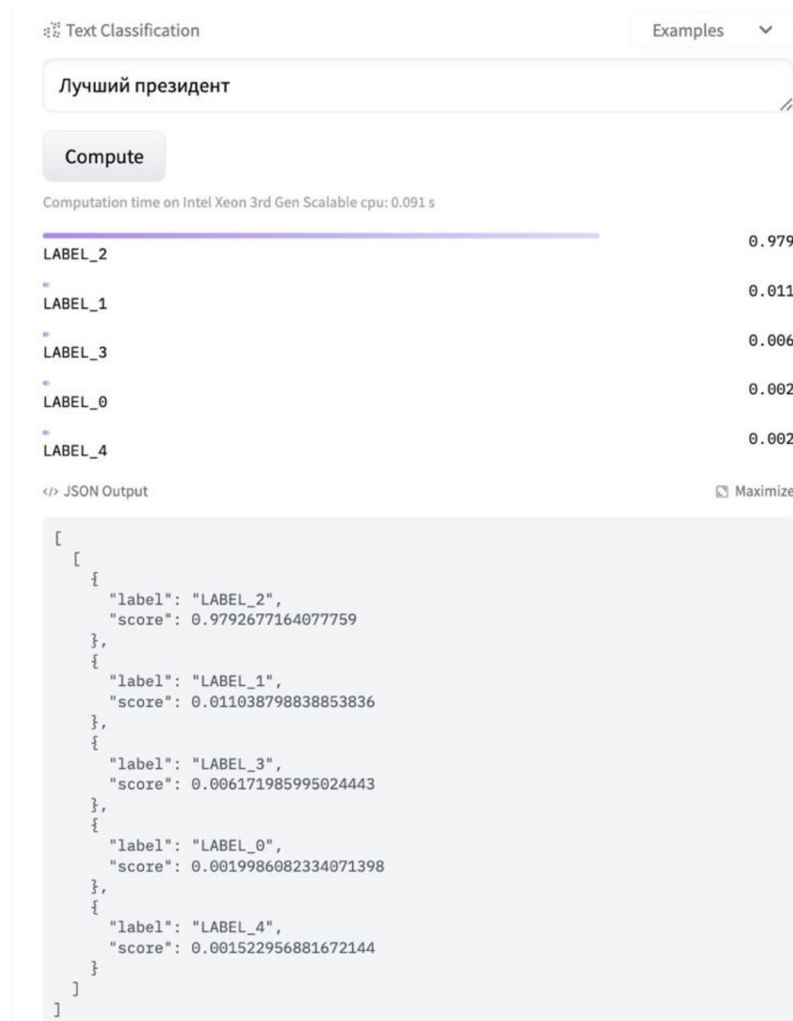 Text Classification
Examples
Лучший президент
Compute
Computation time on Intel Xeon 3rd Gen Scalable cpu: 0.091 s
0.979
LABEL_2
0.011
LABEL_1
0.006
LABEL_3
0.002
LABEL_0
0.002
LABEL_4
</> JSON Output
Maximize
[
  [
    {
      "label": "LABEL_2",
      "score": 0.9792677164077759
    },
    {
      "label": "LABEL_1",
      "score": 0.011038798838853836
    },
    {
      "label": "LABEL_3",
      "score": 0.006171985995024443
    },
    {
      "label": "LABEL_0",
      "score": 0.0019986082334071398
    },
    {
      "label": "LABEL_4",
      "score": 0.001522956881672144
    }
  ]
]